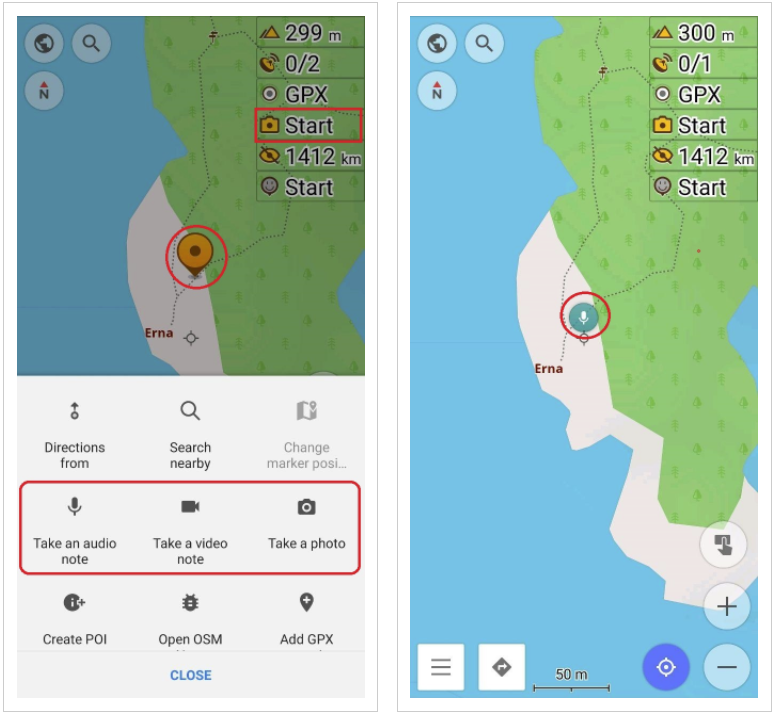 299 m
0/2
GPX
Start
1412 km
Start
N
Erna
Directions
from
Search
nearby
Change
marker posi...
Take an audio
note
Take a video
note
Take a photo
Create POI
Open OSM
Add GPX
CLOSE
300 m
0/1
GPX
Start
1412 km
Start
N
Erna
50 m